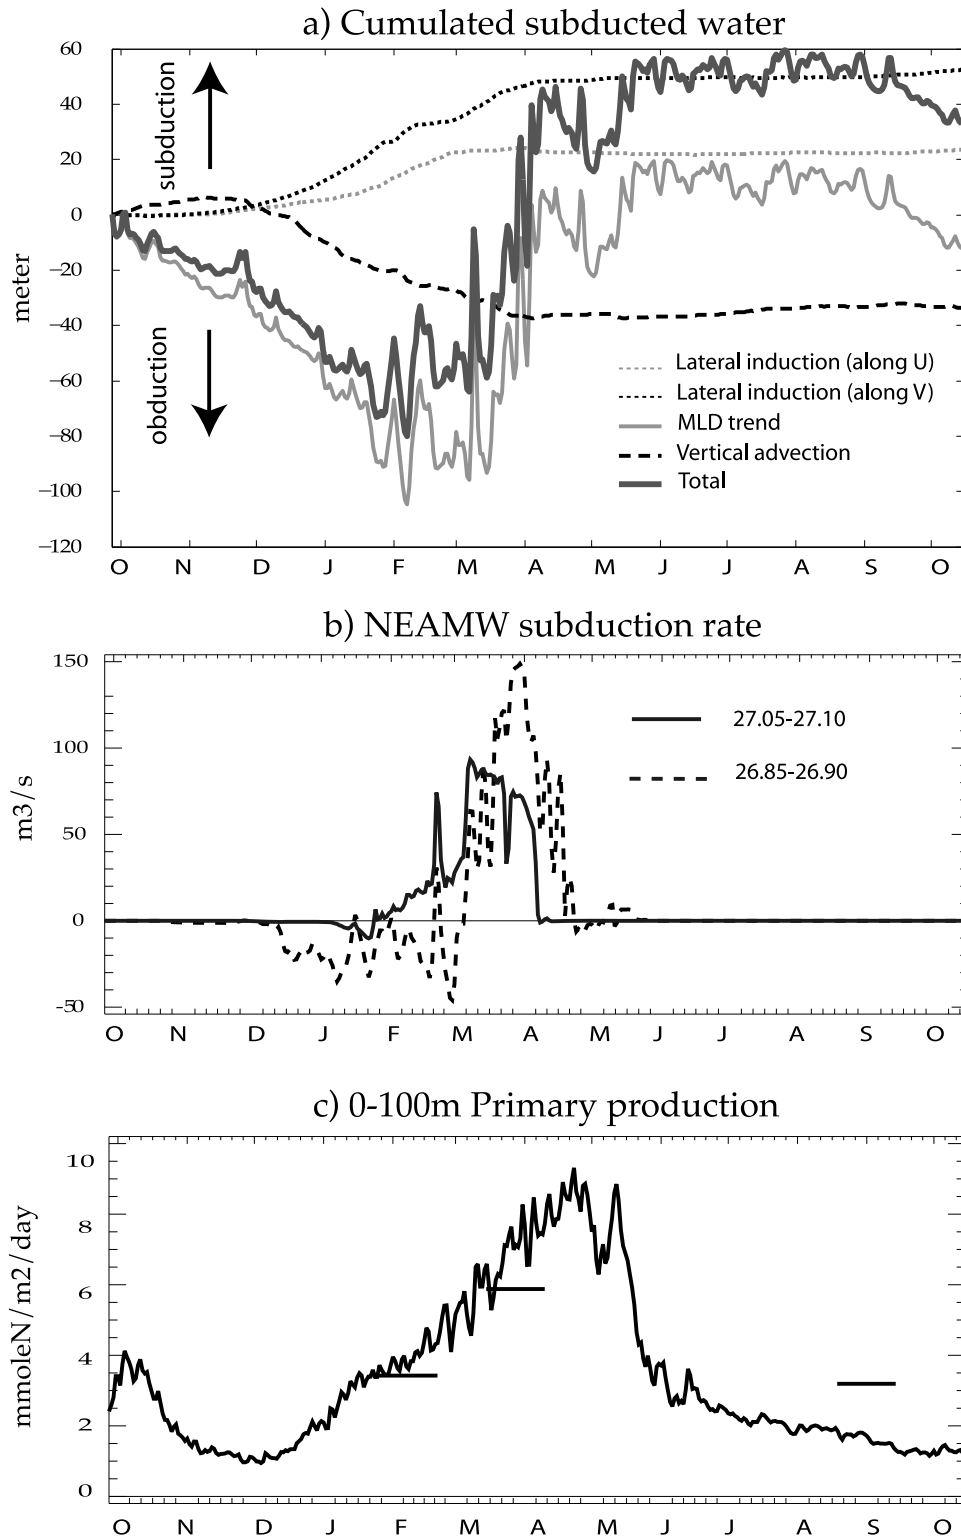 a) Cumulated subducted water
60
40
20
0
−20
−40
−60
−80
−100
−120
meter
subduction
obduction
Lateral induction (along U)
Lateral induction (along V)
MLD trend
Vertical advection
Total
O N D J F M A M J J A S O
b) NEAMW subduction rate
150
100
50
0
-50
m3/s
27.05-27.10
26.85-26.90
O N D J F M A M J J A S O
c) 0-100m Primary production
10
8
6
4
2
0
mmoleN/m2/day
O N D J F M A M J J A S O